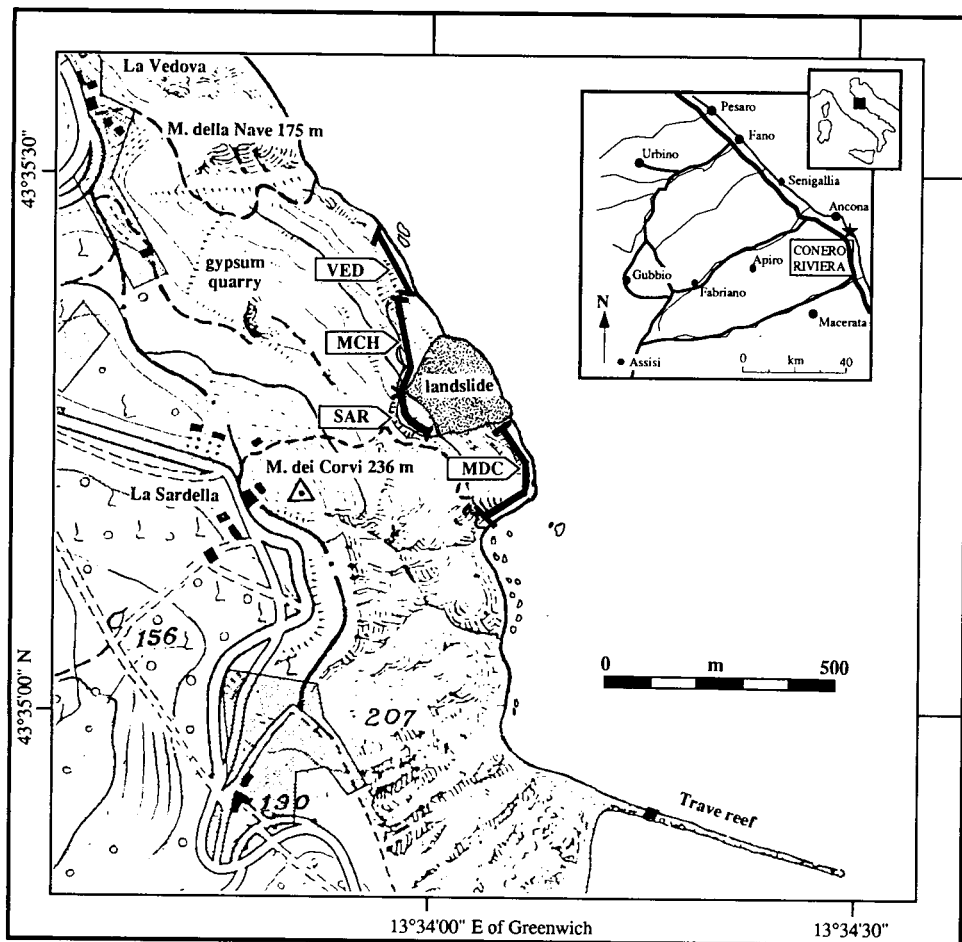 La Vedova
M. della Nave 175 m
43°35'30"
gypsum
quarry
VED
MCH
landslide
SAR
MDC
M. dei Corvi 236 m
La Sardella
156
207
190
43°35'00" N
Pesaro
Fano
Urbino
Senigallia
Ancona
CONERO
RIVIERA
Apiro
Gubbio
Fabriano
N
Macerata
Assisi
0 km 40
0 m 500
Trave reef
13°34'00" E of Greenwich
13°34'30"